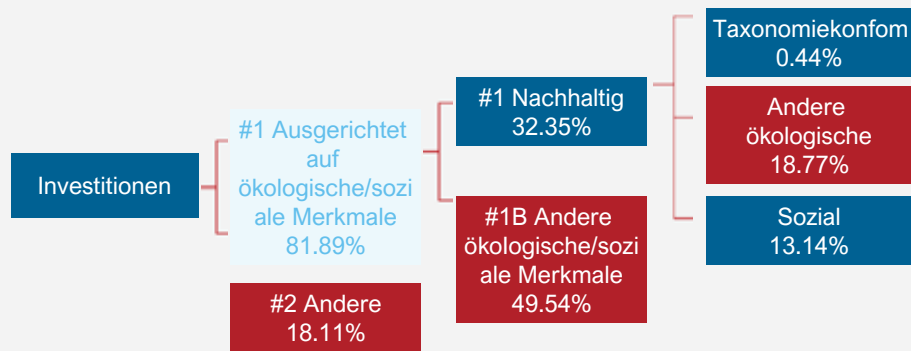 Investitionen
#1 Ausgerichtet
auf
ökologische/sozi
ale Merkmale
81.89%
#2 Andere
18.11%
#1 Nachhaltig
32.35%
#1B Andere
ökologische/sozi
ale Merkmale
49.54%
Taxonomiekonfom
0.44%
Andere
ökologische
18.77%
Sozial
13.14%